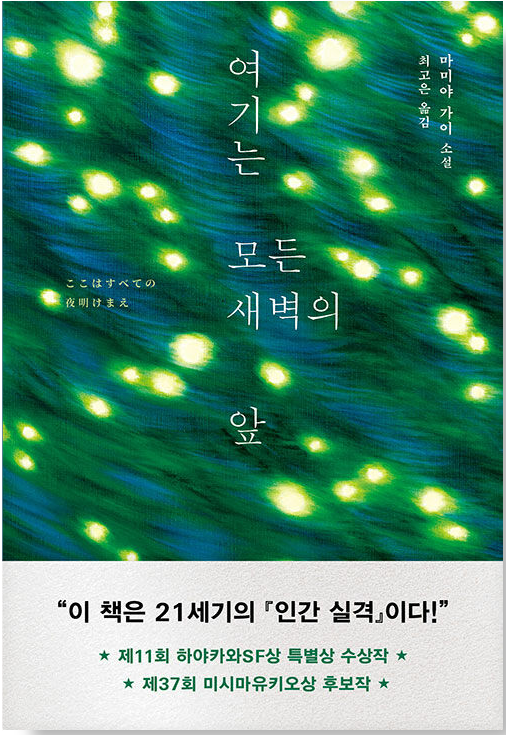 여
기
는
모든
새벽의
앞
마미야 가이 소설
최고은 옮김
ここはすべての
夜明けまえ
“이 책은 21세기의 『인간 실격』이다!”
★ 제11회 하야카와SF상 특별상 수상작 ★
★ 제37회 미시마유키오상 후보작 ★